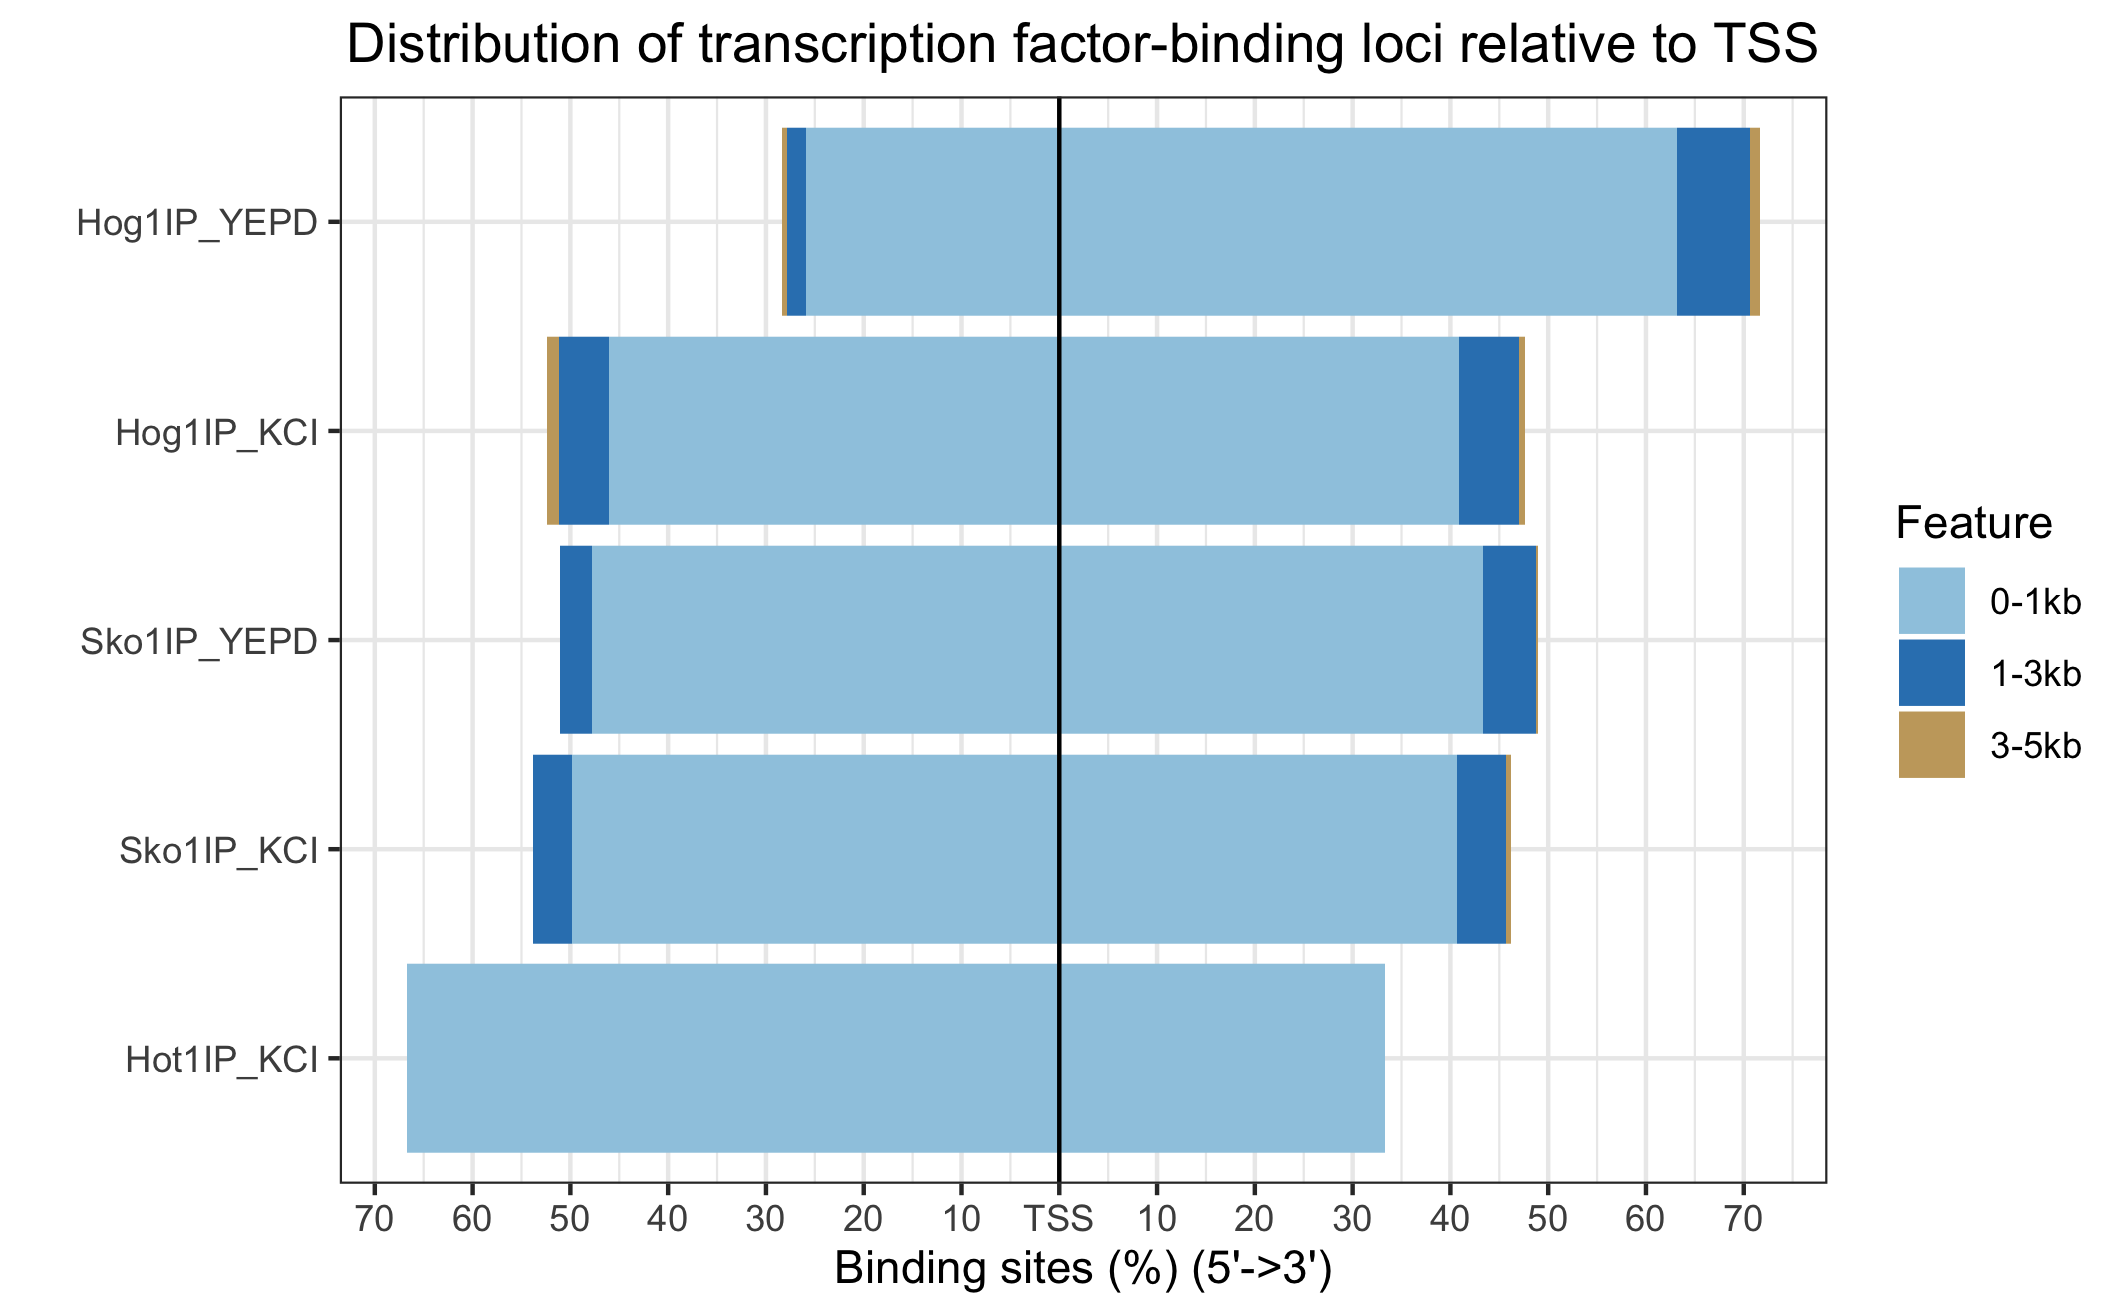 Distribution of transcription factor-binding loci relative to TSS
Hog1IP_YEPD
Hog1IP_KCl
Sko1IP_YEPD
Sko1IP_KCl
Hot1IP_KCl
70 60 50 40 30 20 10 TSS 10 20 30 40 50 60 70
Binding sites (%) (5'->3')
Feature
0-1kb
1-3kb
3-5kb